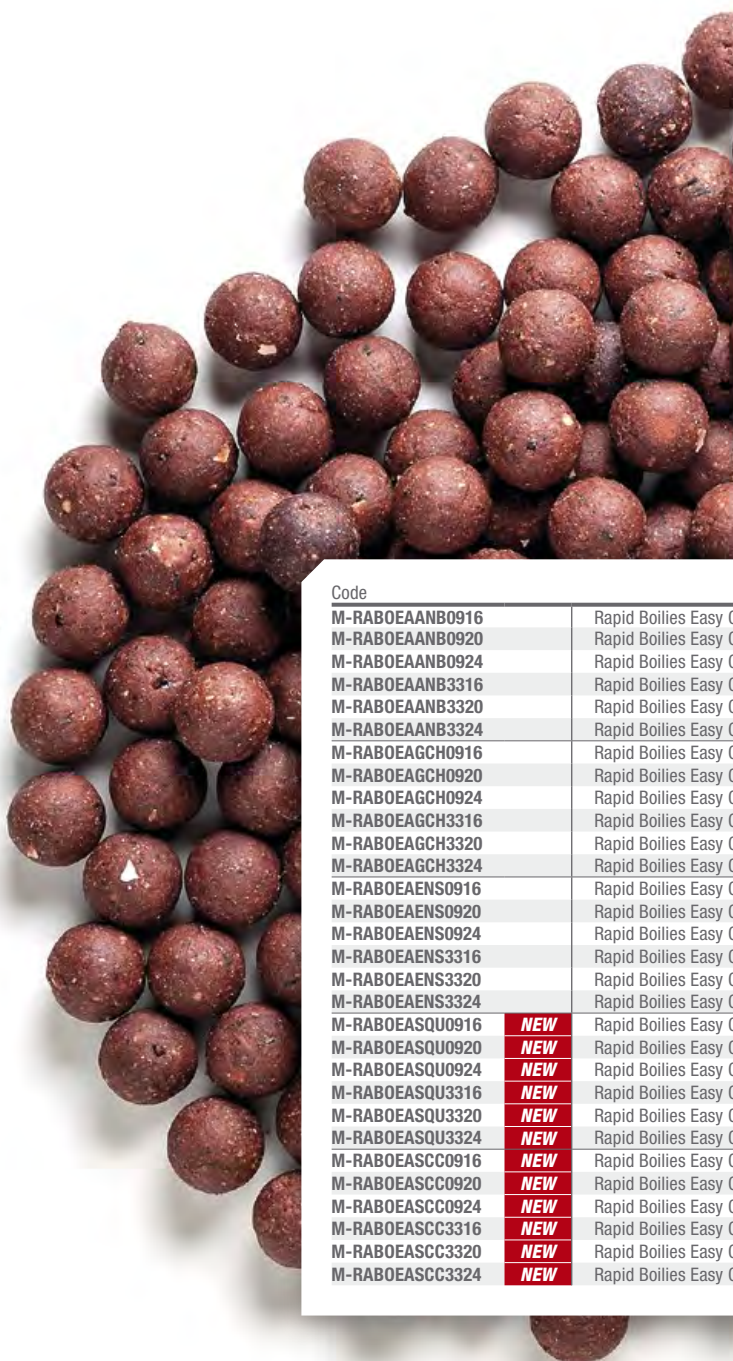 Code
M-RABOEAANB0916 Rapid Boilies Easy
M-RABOEAANB0920 Rapid Boilies Easy
M-RABOEAANB0924 Rapid Boilies Easy
M-RABOEAANB3316 Rapid Boilies Easy
M-RABOEAANB3320 Rapid Boilies Easy
M-RABOEAANB3324 Rapid Boilies Easy
M-RABOEAGCH0916 Rapid Boilies Easy
M-RABOEAGCH0920 Rapid Boilies Easy
M-RABOEAGCH0924 Rapid Boilies Easy
M-RABOEAGCH3316 Rapid Boilies Easy
M-RABOEAGCH3320 Rapid Boilies Easy
M-RABOEAGCH3324 Rapid Boilies Easy
M-RABOEAENS0916 Rapid Boilies Easy
M-RABOEAENS0920 Rapid Boilies Easy
M-RABOEAENS0924 Rapid Boilies Easy
M-RABOEAENS3316 Rapid Boilies Easy
M-RABOEAENS3320 Rapid Boilies Easy
M-RABOEAENS3324 Rapid Boilies Easy
M-RABOEASQU0916 NEW Rapid Boilies Easy
M-RABOEASQU0920 NEW Rapid Boilies Easy
M-RABOEASQU0924 NEW Rapid Boilies Easy
M-RABOEASQU3316 NEW Rapid Boilies Easy
M-RABOEASQU3320 NEW Rapid Boilies Easy
M-RABOEASQU3324 NEW Rapid Boilies Easy
M-RABOEASCC0916 NEW Rapid Boilies Easy
M-RABOEASCC0920 NEW Rapid Boilies Easy
M-RABOEASCC0924 NEW Rapid Boilies Easy
M-RABOEASCC3316 NEW Rapid Boilies Easy
M-RABOEASCC3320 NEW Rapid Boilies Easy
M-RABOEASCC3324 NEW Rapid Boilies Easy